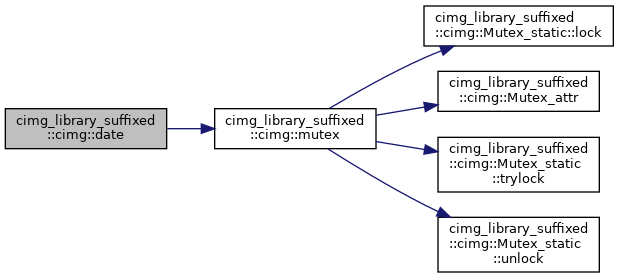 cimg_library_suffixed
::cimg::date
cimg_library_suffixed
::cimg::mutex
cimg_library_suffixed
::cimg::Mutex_static::lock
cimg_library_suffixed
::cimg::Mutex_attr
cimg_library_suffixed
::cimg::Mutex_static
::trylock
cimg_library_suffixed
::cimg::Mutex_static
::unlock